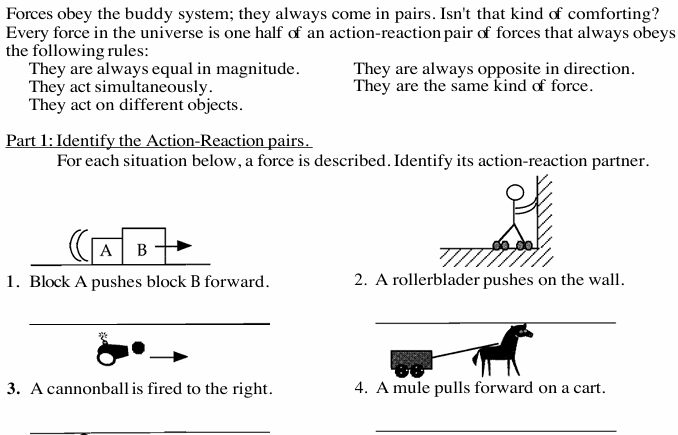 Forces obey the buddy system; they always come in pairs. Isn't that kind of comforting?
Every force in the universe is one half of an action-reaction pair of forces that always obeys
the following rules:
They are always equal in magnitude. They are always opposite in direction.
They act simultaneously. They are the same kind of force.
They act on different objects.
Part 1: Identify the Action-Reaction pairs.
For each situation below, a force is described. Identify its action-reaction partner.
A B
1. Block A pushes block B forward. 2. A rollerblader pushes on the wall.
3. A cannonball is fired to the right. 4. A mule pulls forward on a cart.